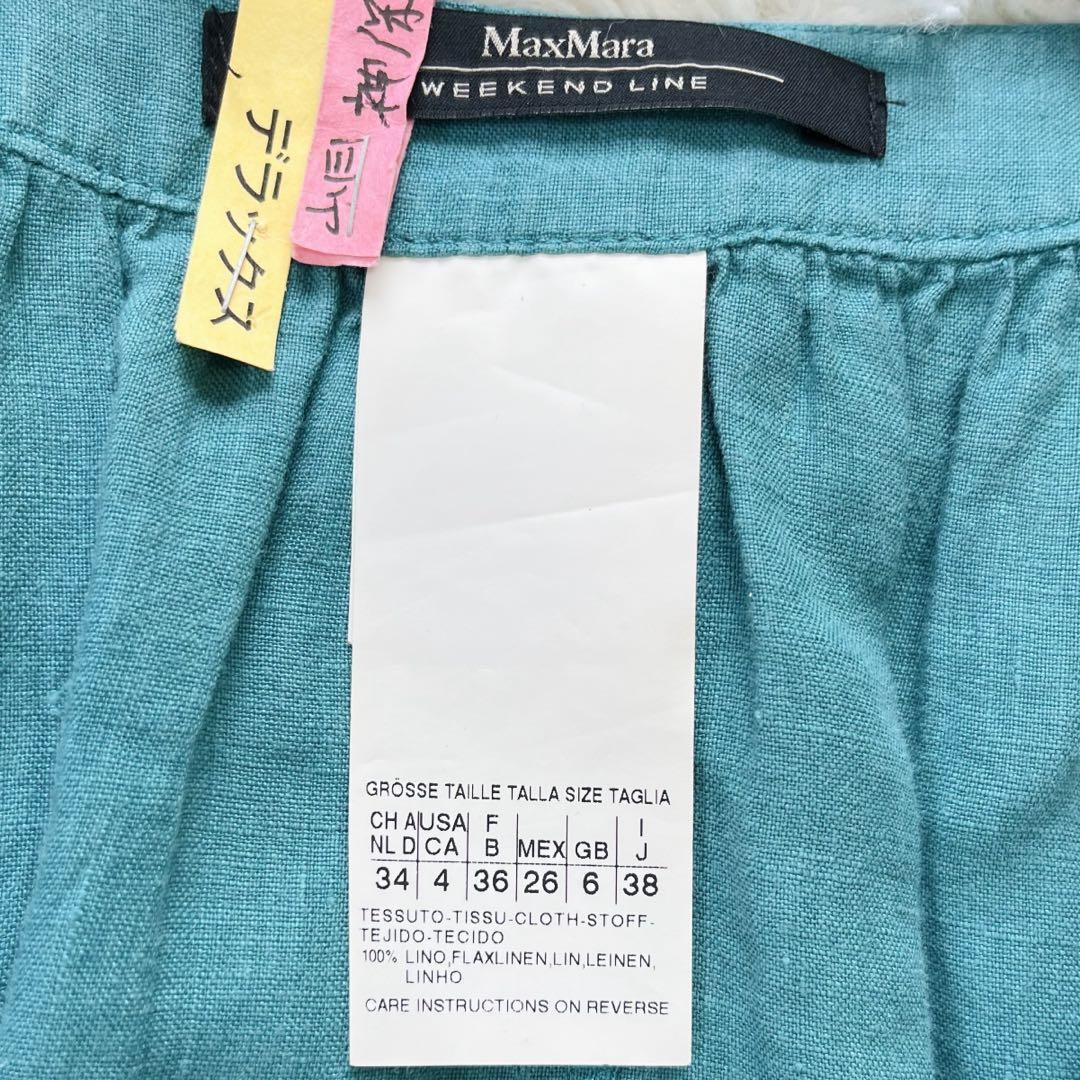 MaxMara
WEEKEND LINE
デラックス
GRÖSSE TAILLE TALLA SIZE TAGLIA
CH A USA F I
NL D CA B MEX GB J
34 4 36 26 6 38
TESSUTO-TISSU-CLOTH-STOFF-
TEJIDO-TECIDO
100% LINO,FLAXLINEN,LIN,LEINEN,
LINHO
CARE INSTRUCTIONS ON REVERSE